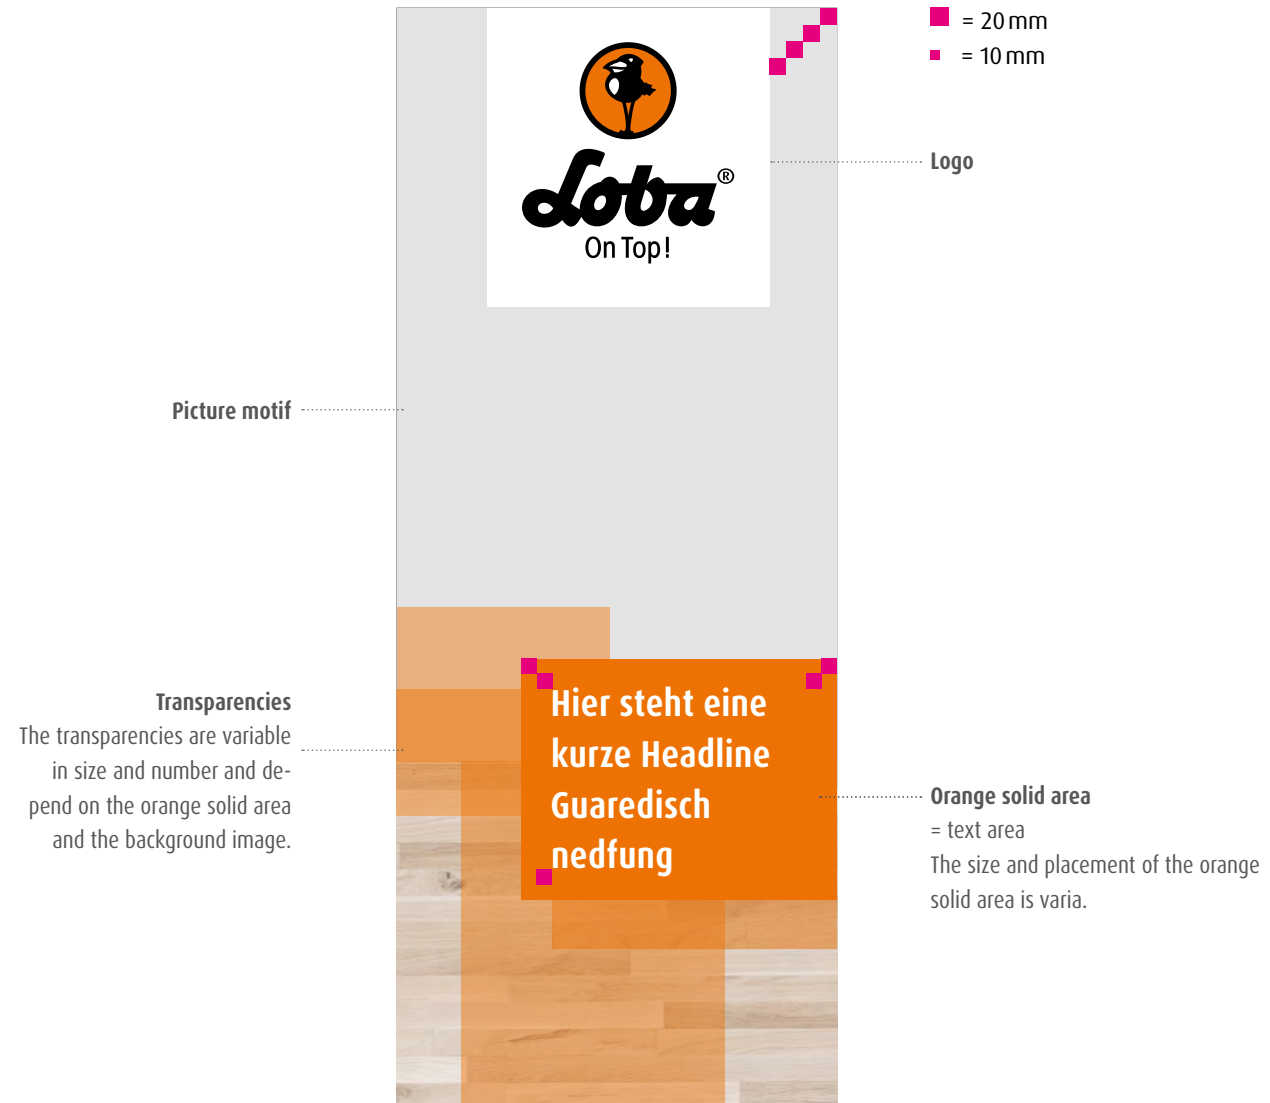 = 20 mm
= 10 mm
Loba®
On Top!
Logo
Picture motif
Transparencies
The transparencies are variable
in size and number and de-
pend on the orange solid area
and the background image.
Hier steht eine
kurze Headline
Guaredisch
nedfung
Orange solid area
= text area
The size and placement of the orange
solid area is varia.